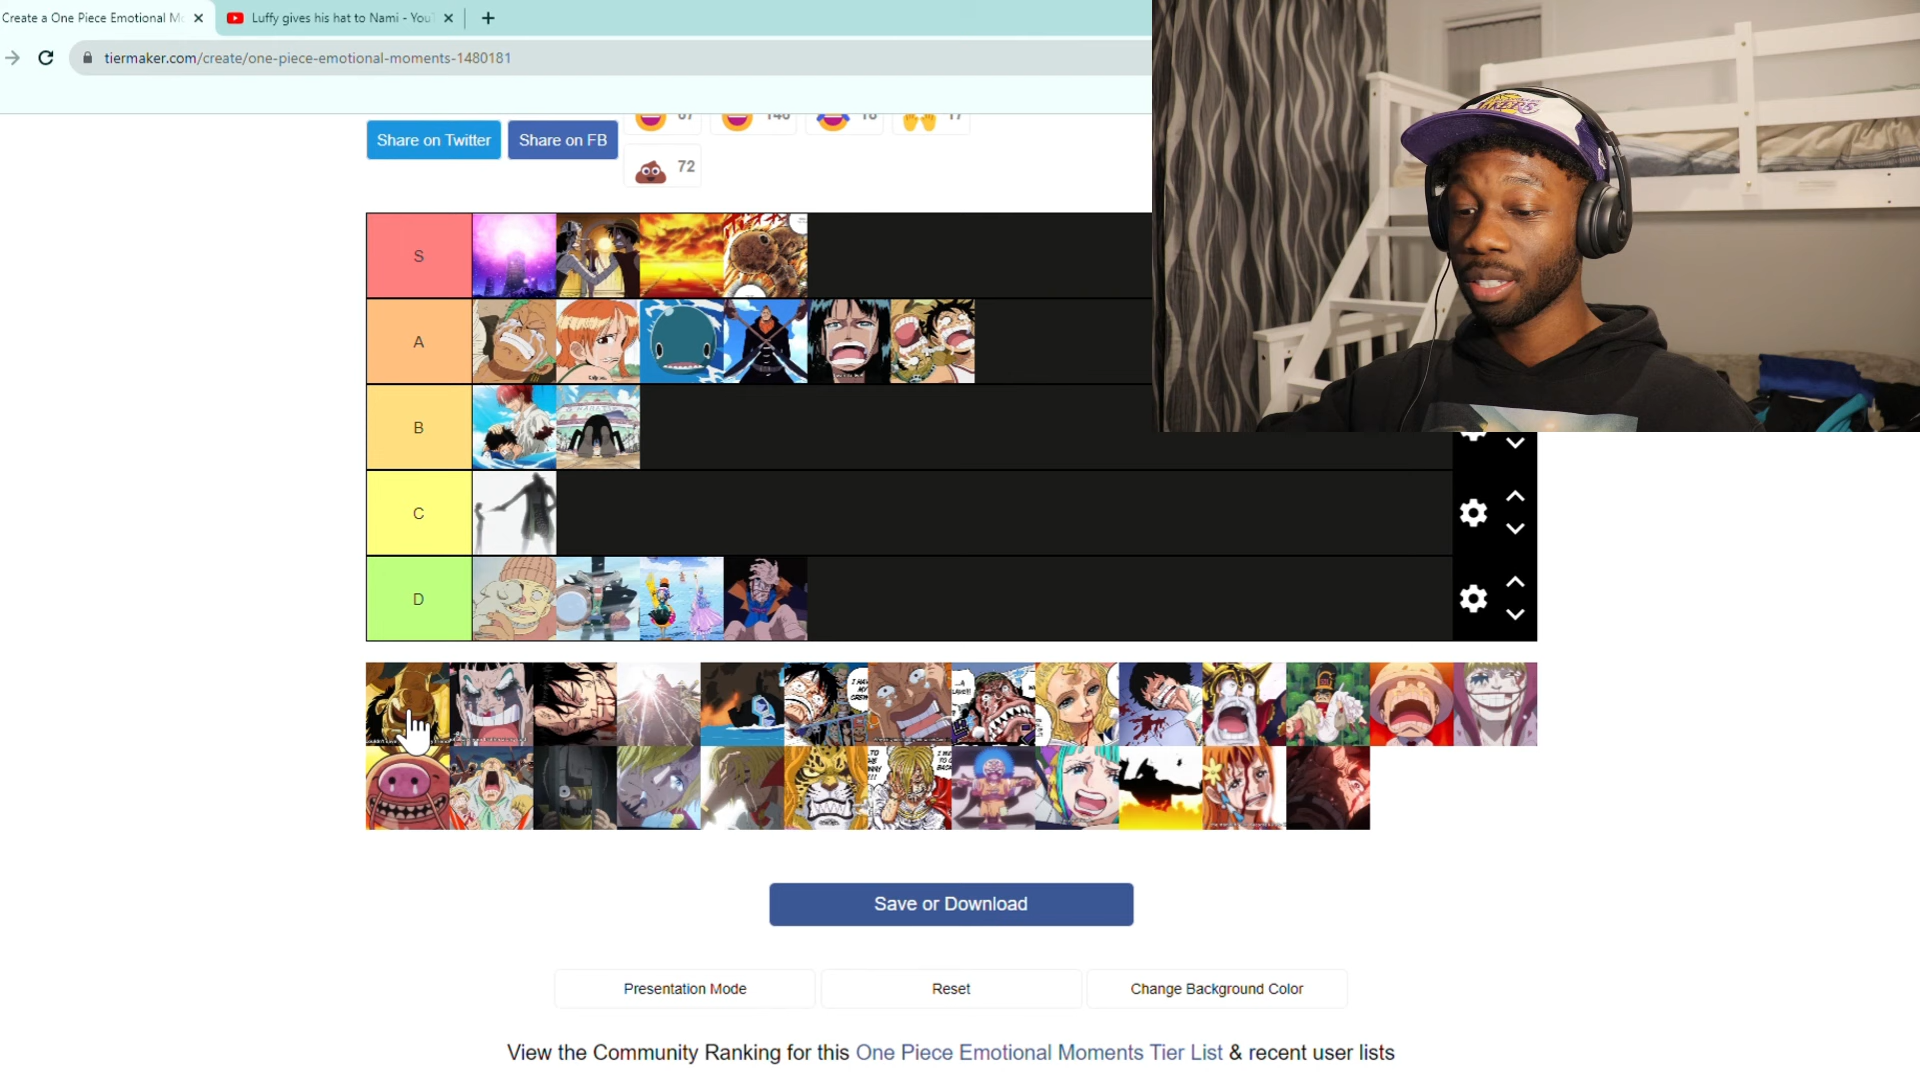 Create a One Piece Emotional M
Luffy gives his hat to Nami - You
tiermaker.com/create/one-piece-emotional-moments-1480181
Share on Twitter
Share on FB
72
S
A
B
C
D
Save or Download
Presentation Mode
Reset
Change Background Color
View the Community Ranking for this One Piece Emotional Moments Tier List & recent user lists